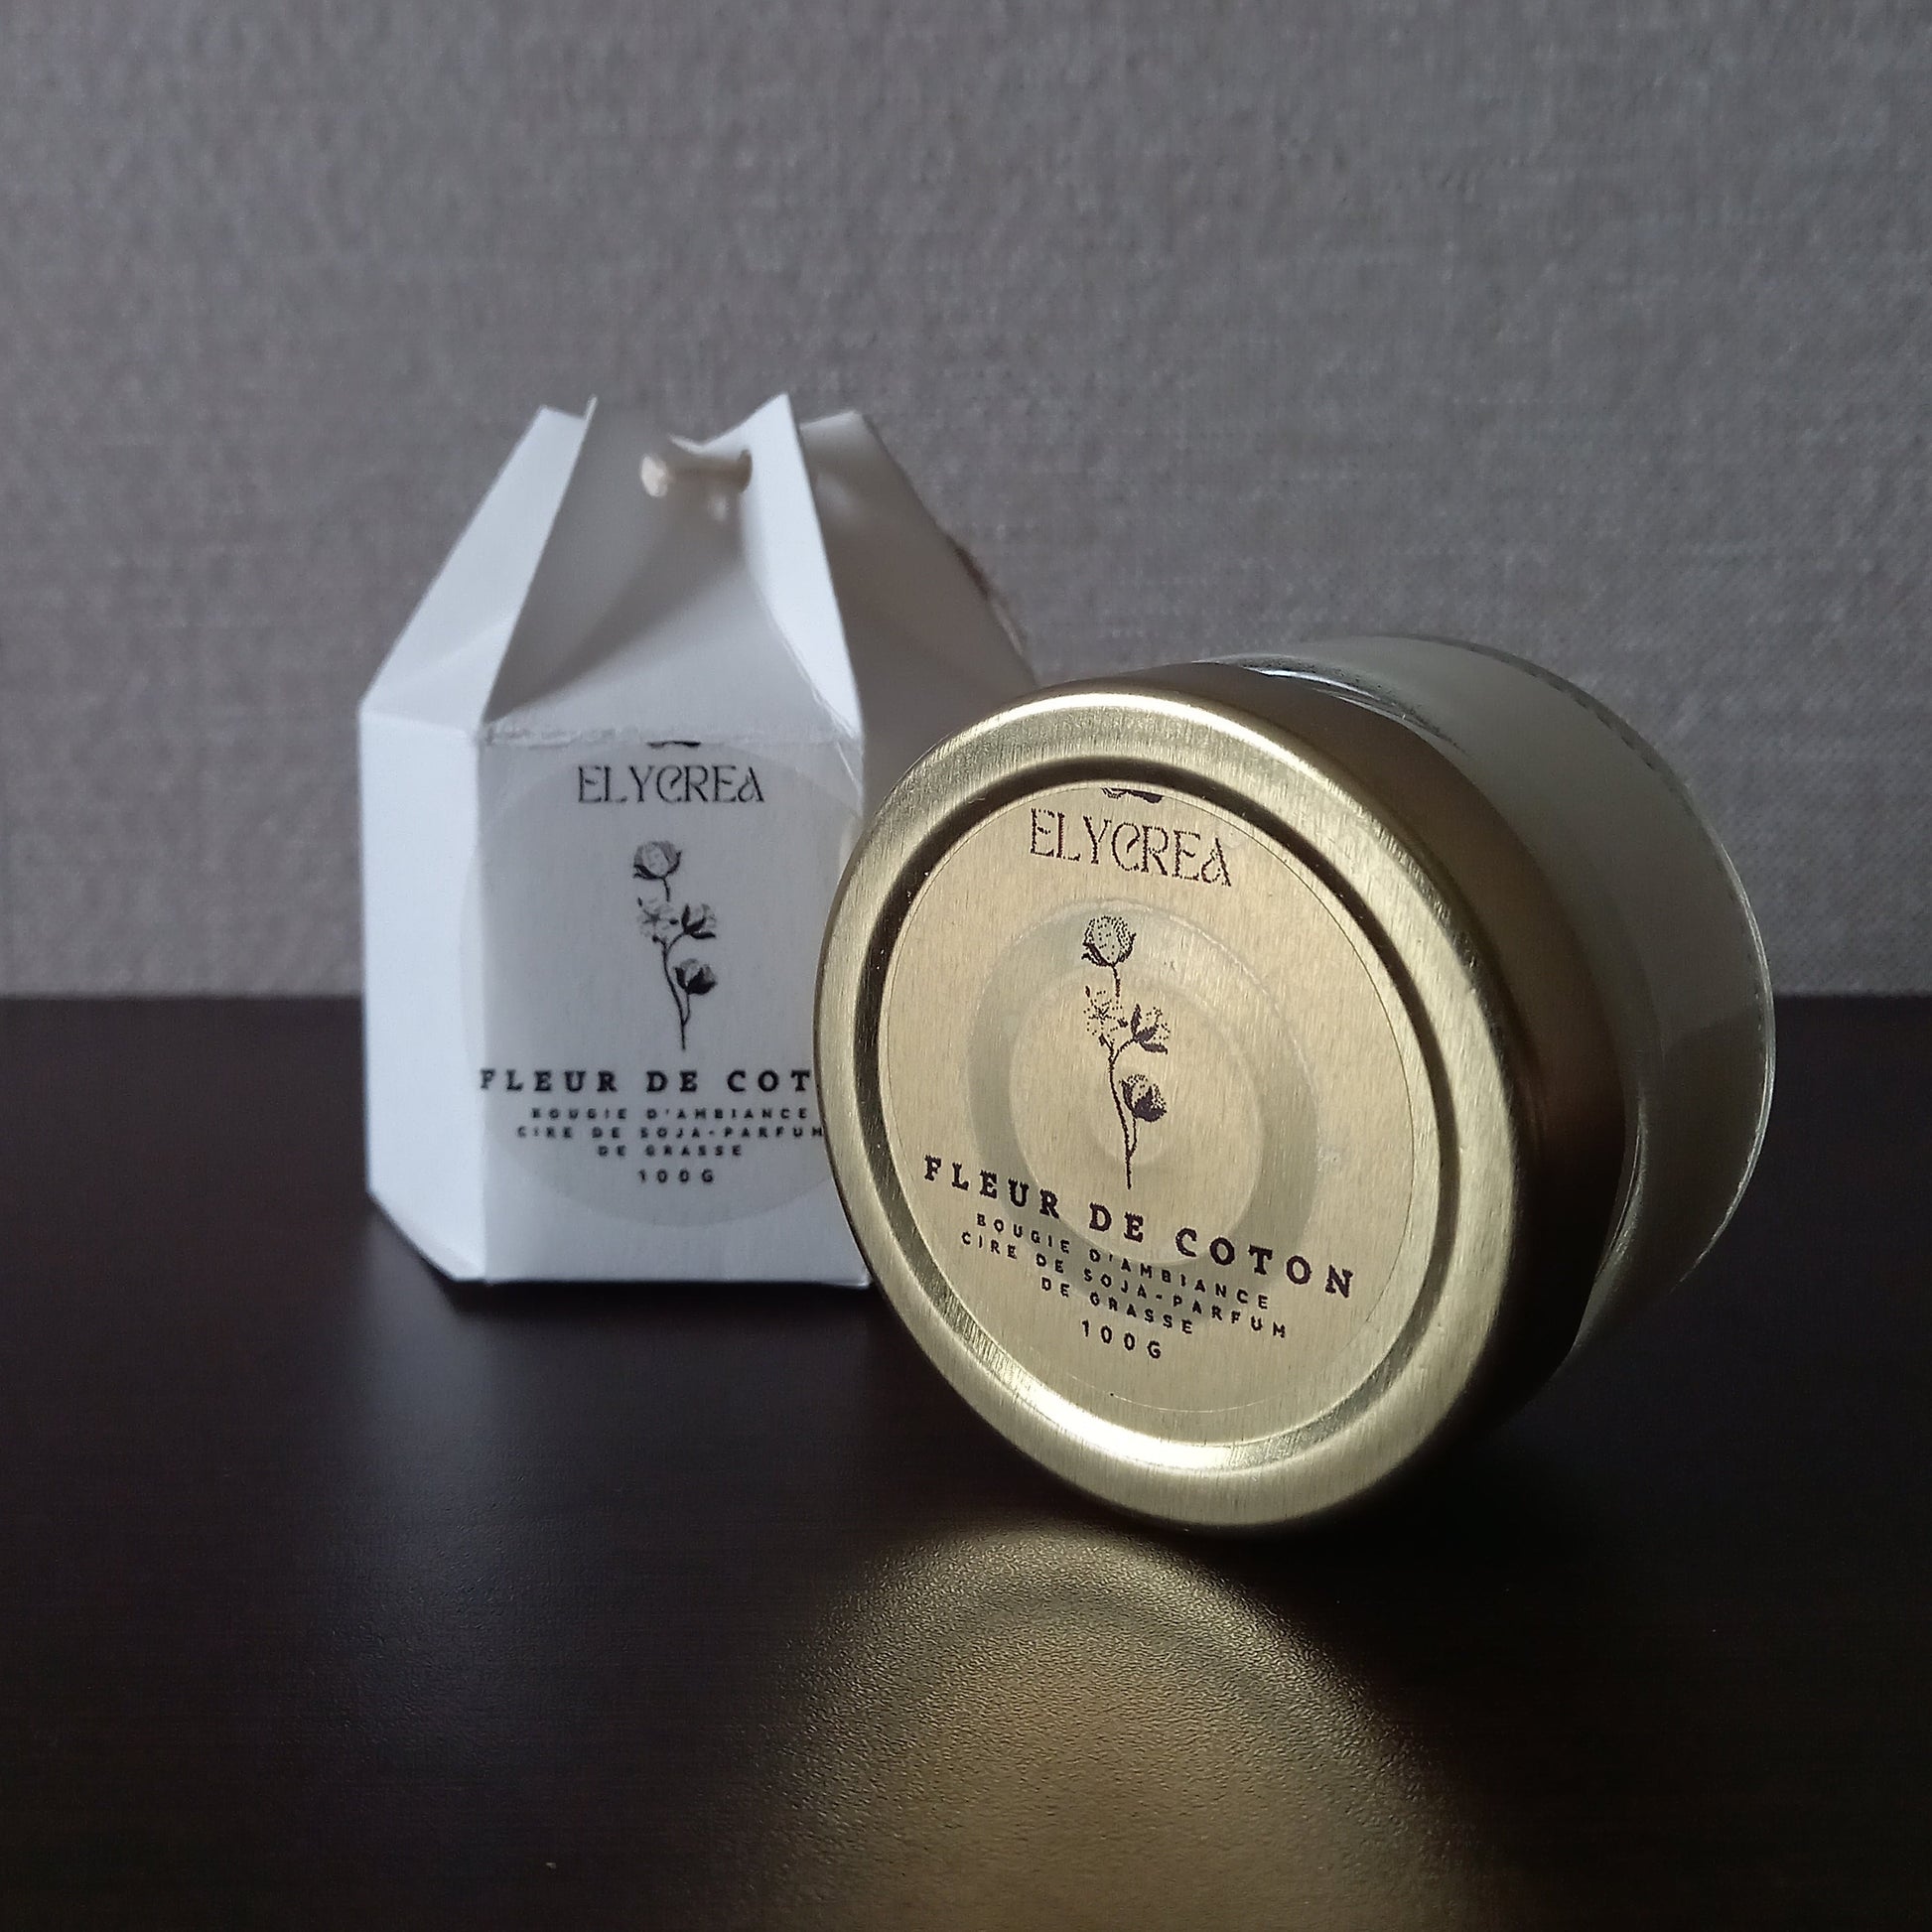 ELYCREA
FLEUR DE COT
BOUGIE D'AMBIANCE
CIRE DE SOJA-PARFUM
DE GRASSE
100G
ELYCREA
FLEUR DE COTON
BOUGIE D'AMBIANCE
CIRE DE SOJA-PARFUM
DE GRASSE
100G